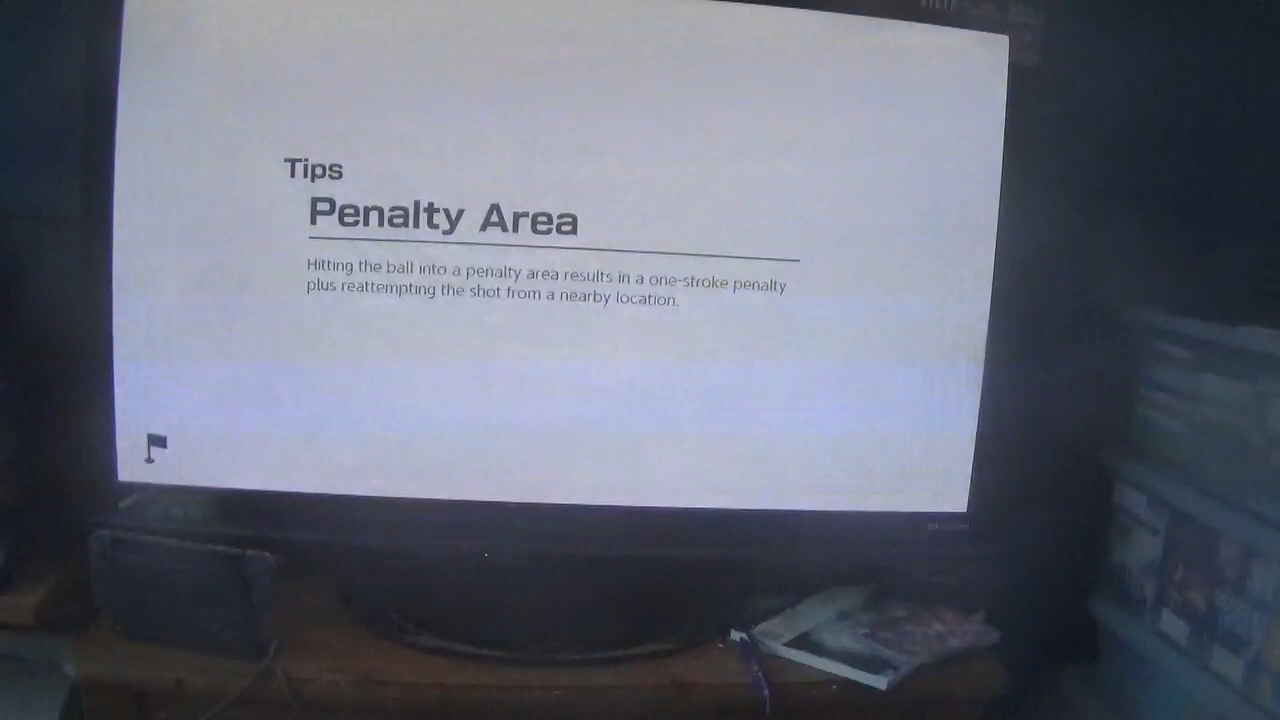 Tips
Penalty Area
Hitting the ball into a penalty area results in a one-stroke penalty
plus reattempting the shot from a nearby location.